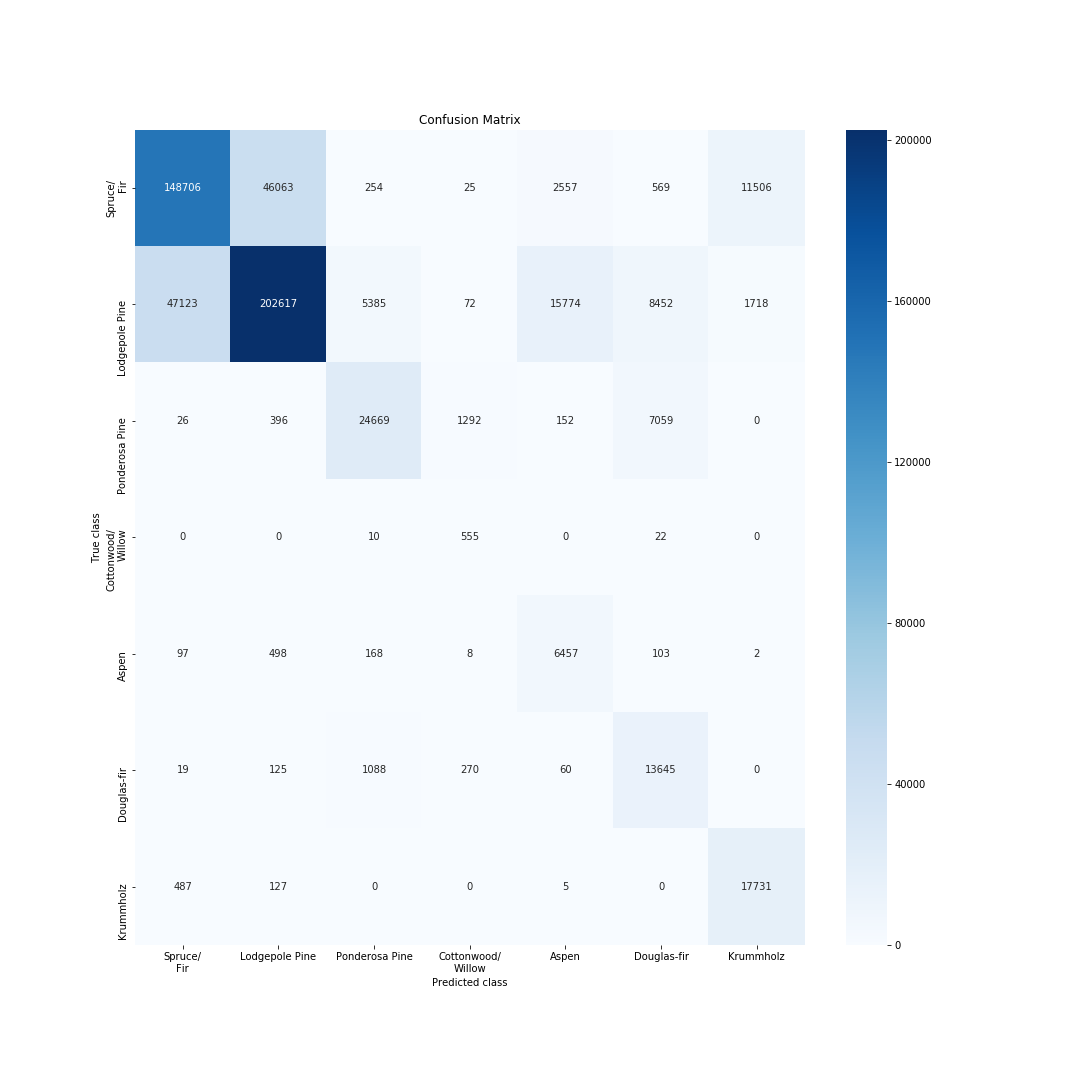 Confusion Matrix
Spruce/
Fir
148706 46063 254 25 2557 569 11506
Lodgepole Pine
47123 202617 5385 72 15774 8452 1718
Ponderosa Pine
26 396 24669 1292 152 7059 0
True class
Cottonwood/
Willow
0 0 10 555 0 22 0
Aspen
97 498 168 8 6457 103 2
Douglas-fir
19 125 1088 270 60 13645 0
Krummholz
487 127 0 0 5 0 17731
Spruce/
Fir
Lodgepole Pine
Ponderosa Pine
Cottonwood/
Willow
Aspen
Douglas-fir
Krummholz
Predicted class
200000
160000
120000
80000
40000
0